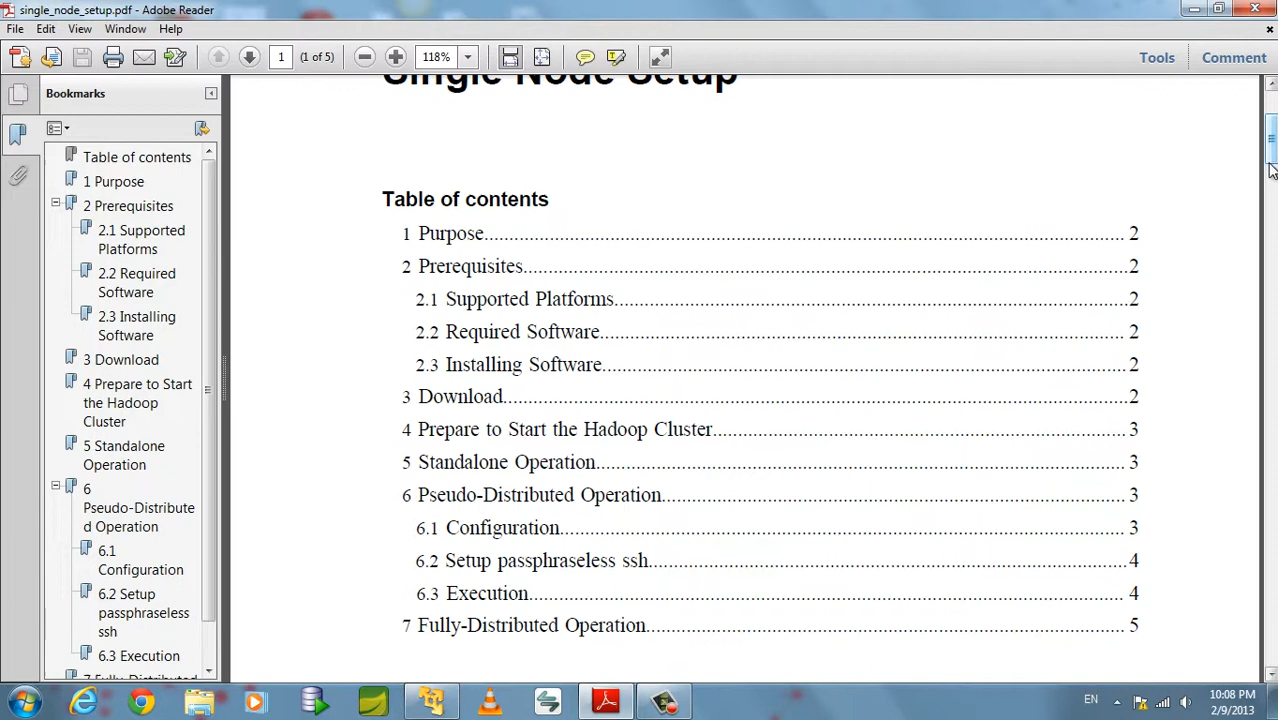 single_node_setup.pdf - Adobe Reader
File Edit View Window Help
1 (1 of 5) 118% Tools Comment
Bookmarks
Table of contents
1 Purpose
2 Prerequisites
2.1 Supported
Platforms
2.2 Required
Software
2.3 Installing
Software
3 Download
4 Prepare to Start
the Hadoop
Cluster
5 Standalone
Operation
6
Pseudo-Distribute
d Operation
6.1
Configuration
6.2 Setup
passphraseless
ssh
6.3 Execution
7 Fully-Distributed
Single Node Setup
Table of contents
1 Purpose.......... 2
2 Prerequisites.......... 2
2.1 Supported Platforms.......... 2
2.2 Required Software.......... 2
2.3 Installing Software.......... 2
3 Download.......... 2
4 Prepare to Start the Hadoop Cluster.......... 3
5 Standalone Operation.......... 3
6 Pseudo-Distributed Operation.......... 3
6.1 Configuration.......... 3
6.2 Setup passphraseless ssh.......... 4
6.3 Execution.......... 4
7 Fully-Distributed Operation.......... 5
EN
10:08 PM
2/9/2013